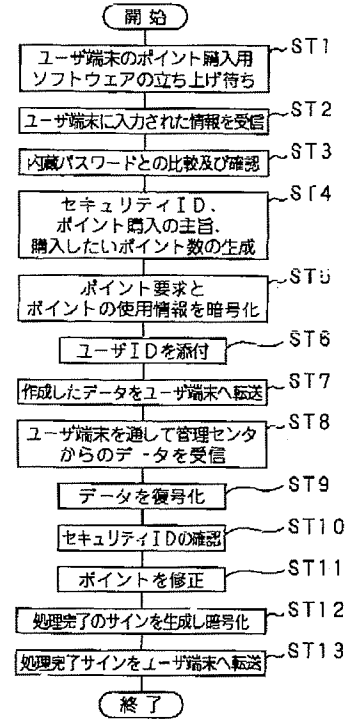 開始
ST1
ユーザ端末のポイント購入用
ソフトウェアの立ち上げ待ち
ST2
ユーザ端末に入力された情報を受信
ST3
内蔵パスワードとの比較及び確認
ST4
セキュリティID、
ポイント購入の主旨、
購入したいポイント数の生成
ST5
ポイント要求と
ポイントの使用情報を暗号化
ST6
ユーザIDを添付
ST7
作成したデータをユーザ端末へ転送
ST8
ユーザ端末を通して管理センタ
からのデータを受信
ST9
データを復号化
ST10
セキュリティIDの確認
ST11
ポイントを修正
ST12
処理完了のサインを生成し暗号化
ST13
処理完了サインをユーザ端末へ転送
終了